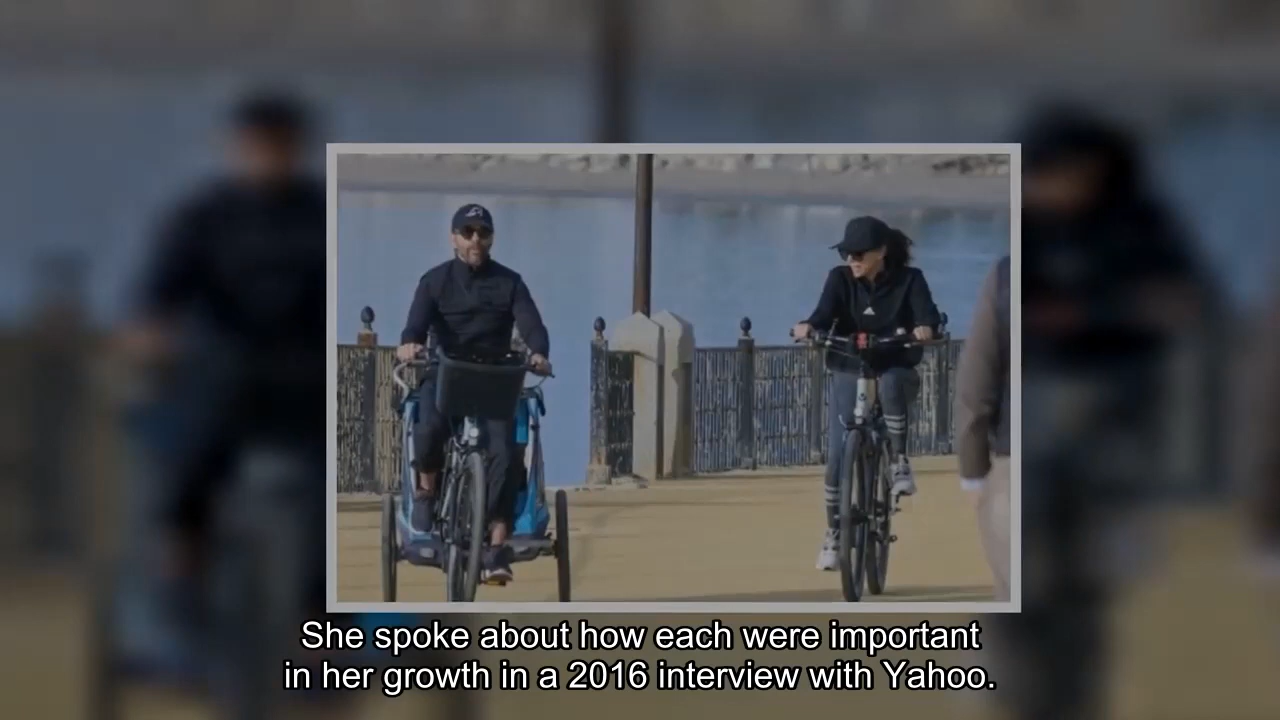 She spoke about how each were important
in her growth in a 2016 interview with Yahoo.